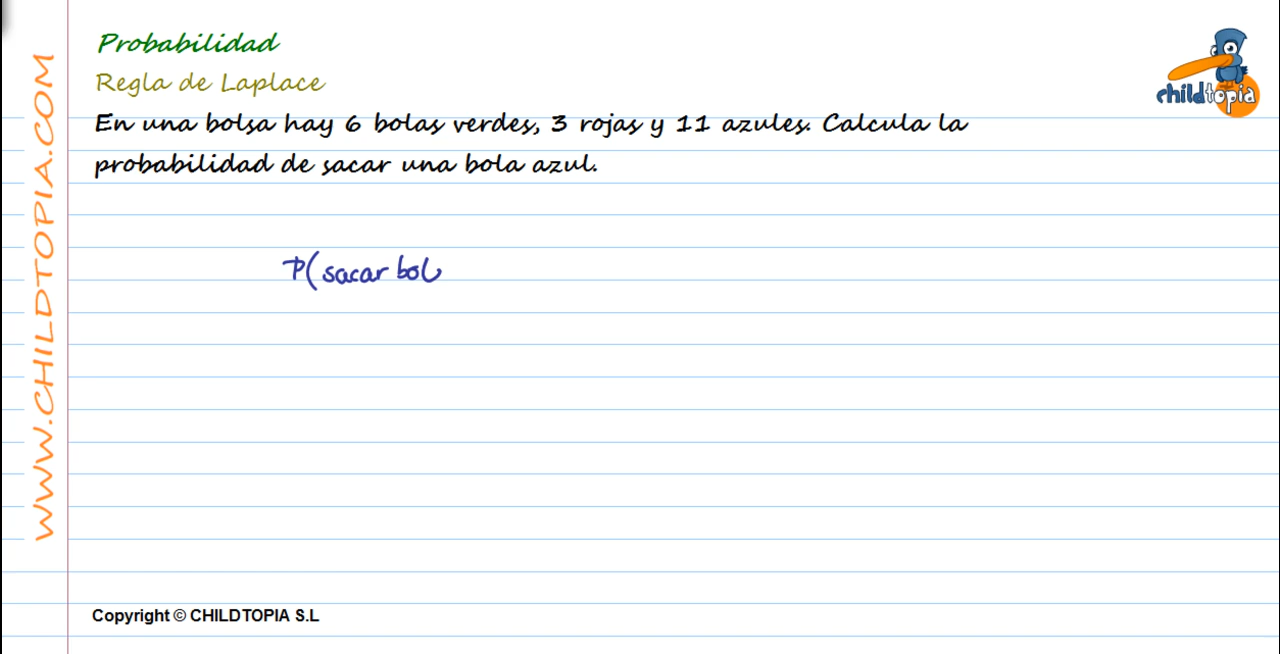 Probabilidad
Regla de Laplace
childtopia
En una bolsa hay 6 bolas verdes, 3 rojas y 11 azules. Calcula la
probabilidad de sacar una bola azul.
P( sacar bol
WWW.CHILDTOPIA.COM
Copyright © CHILDTOPIA S.L